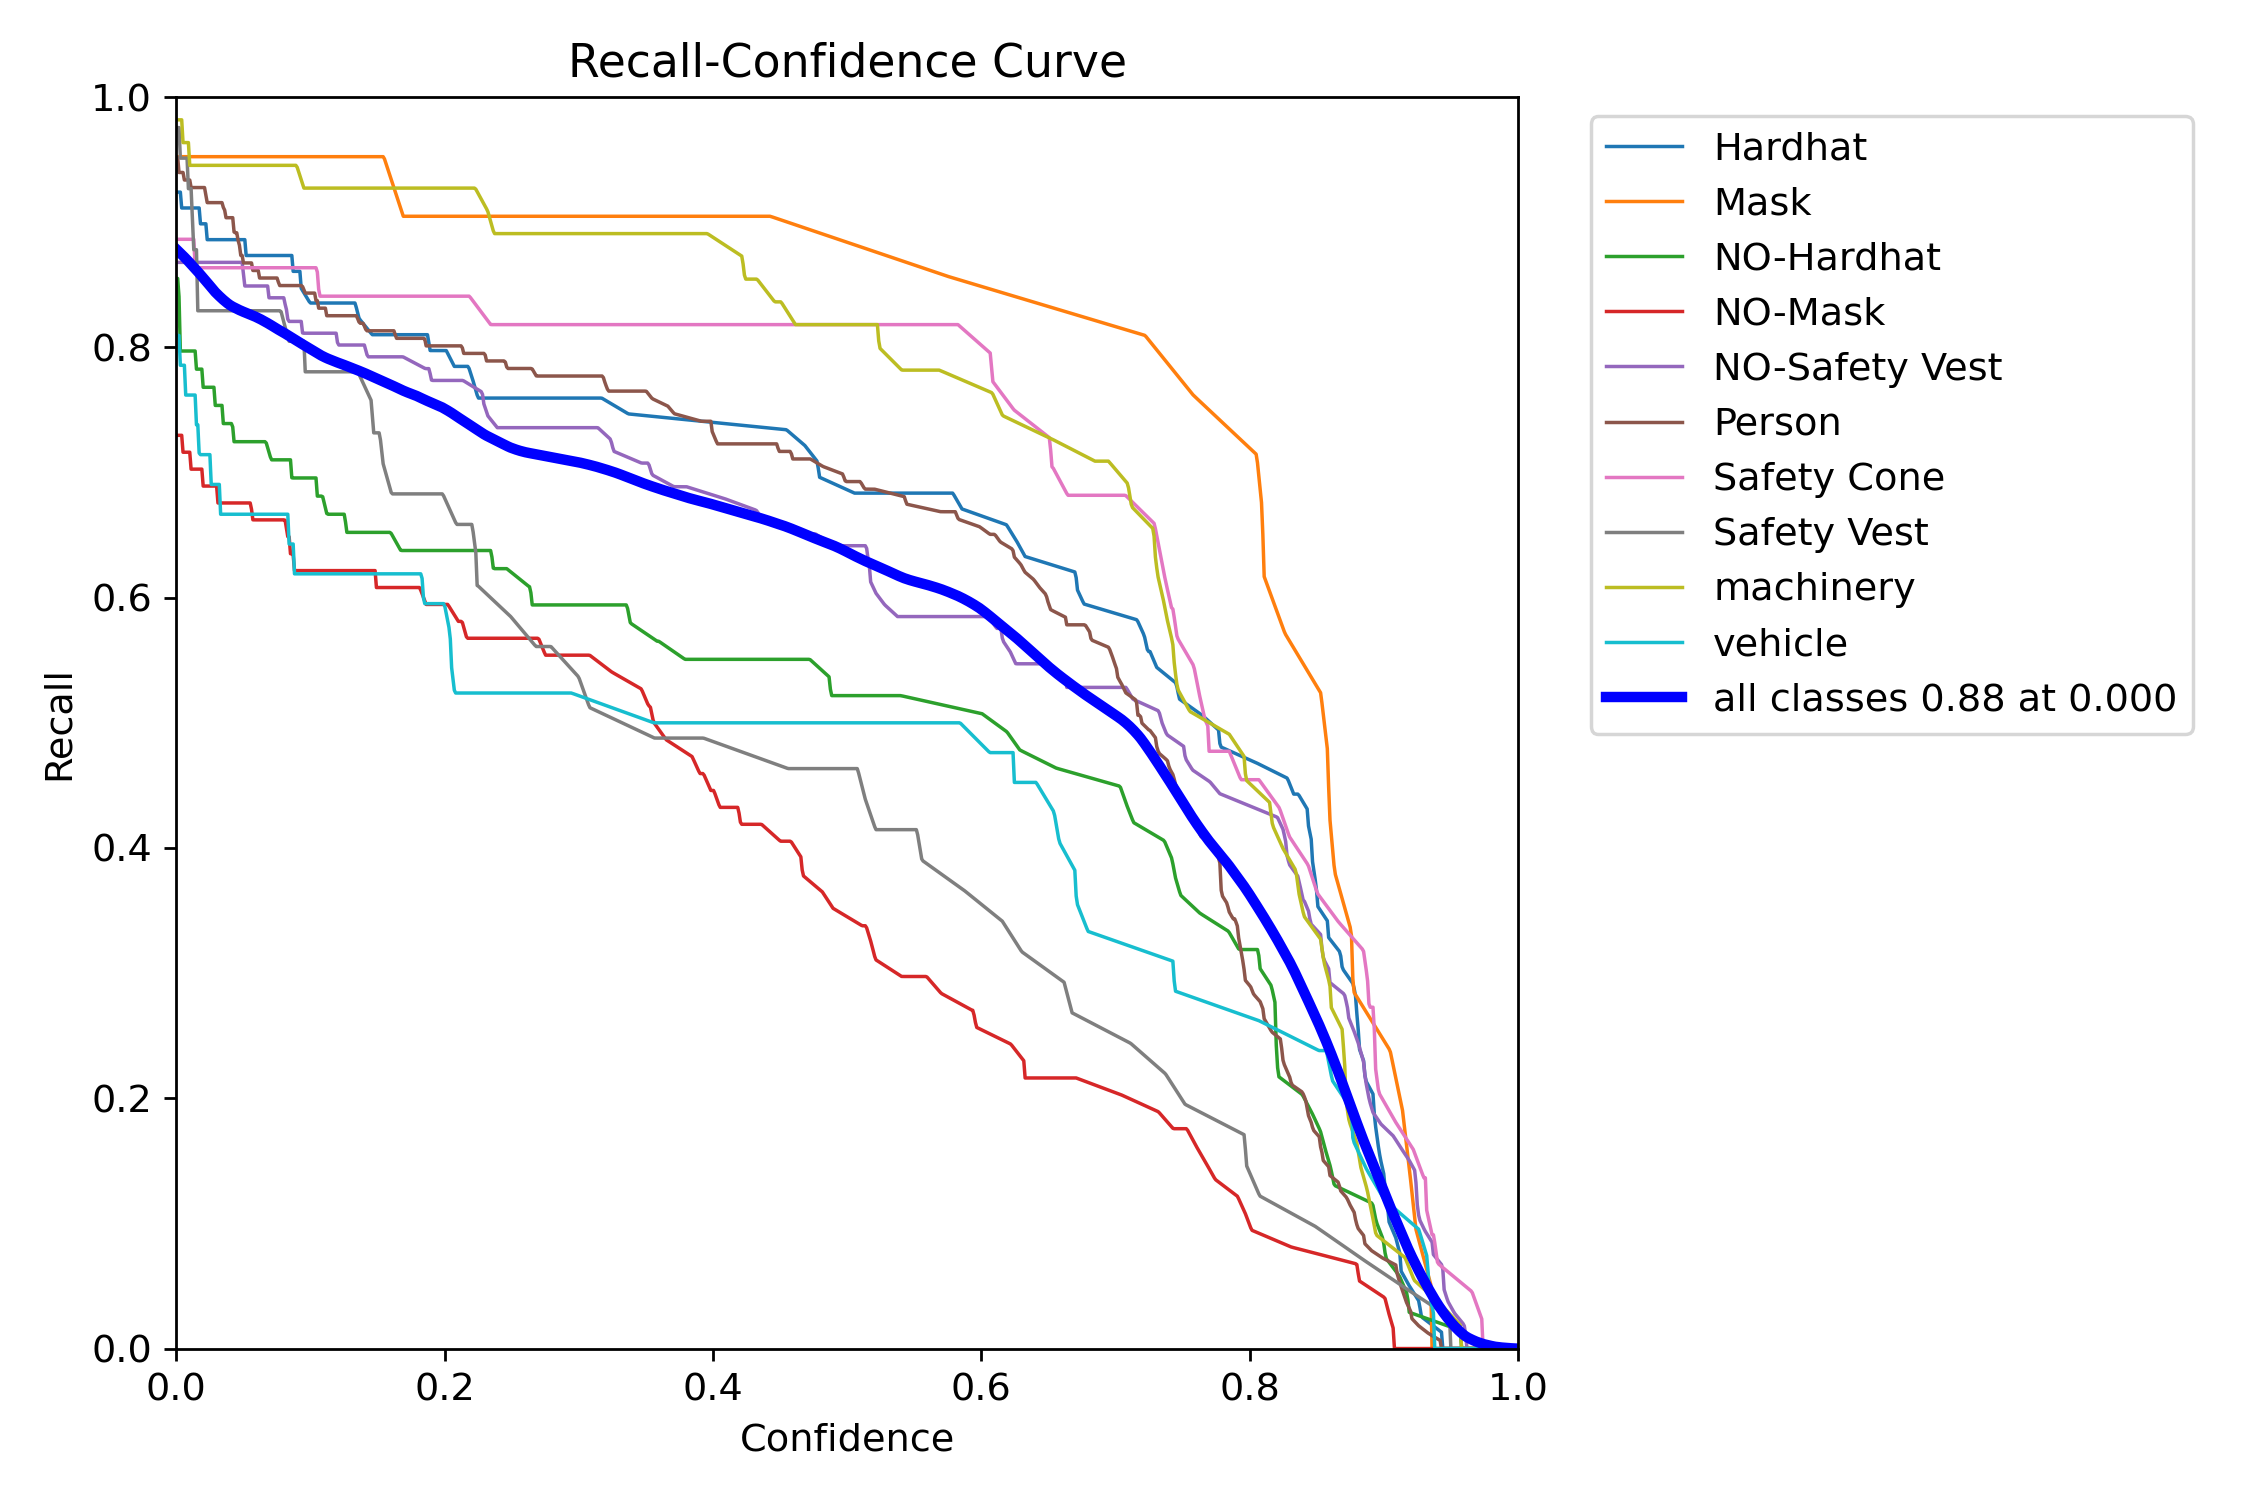 Recall-Confidence Curve
1.0
0.8
0.6
0.4
0.2
0.0
Recall
0.0 0.2 0.4 0.6 0.8 1.0
Confidence
Hardhat
Mask
NO-Hardhat
NO-Mask
NO-Safety Vest
Person
Safety Cone
Safety Vest
machinery
vehicle
all classes 0.88 at 0.000